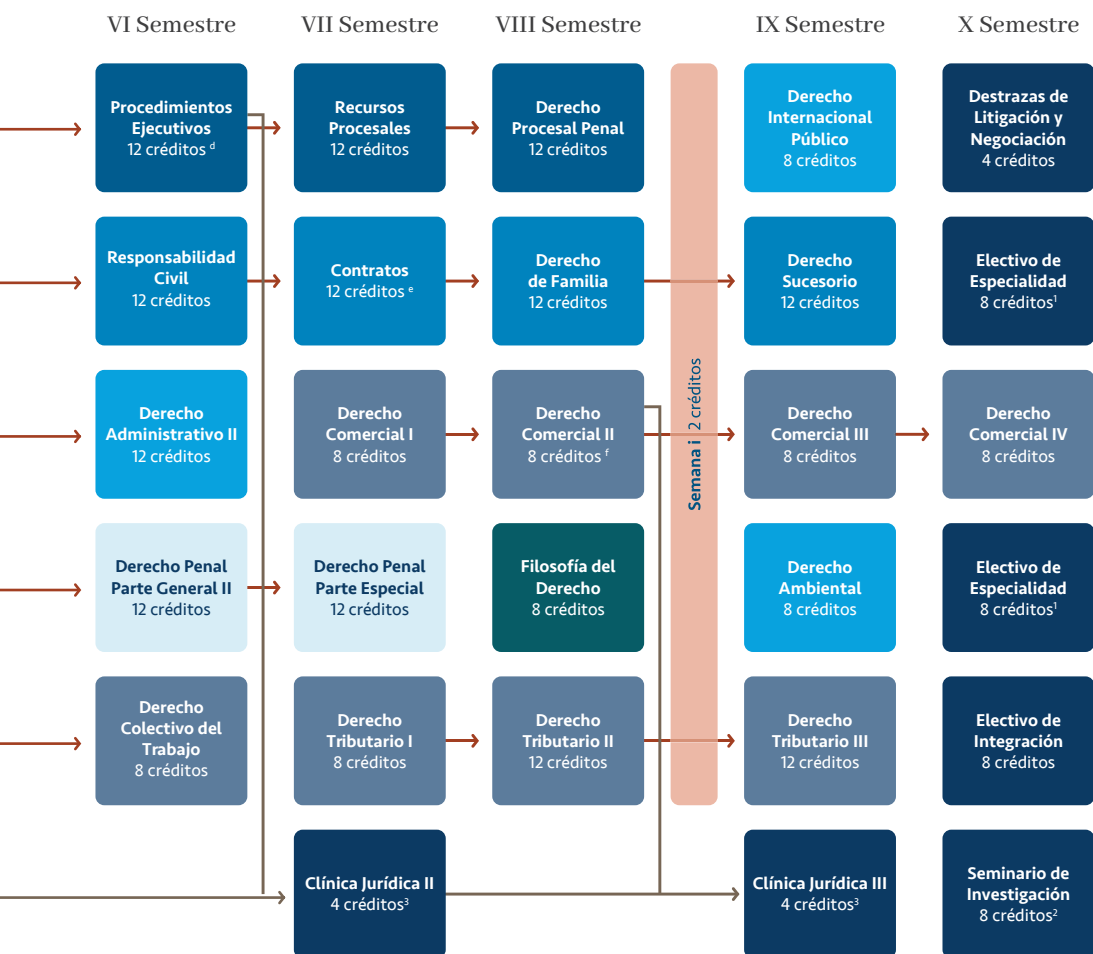 VI Semestre
VII Semestre
VIII Semestre
IX Semestre
X Semestre
Procedimientos
Ejecutivos
12 créditos ᵈ
Recursos
Procesales
12 créditos
Derecho
Procesal Penal
12 créditos
Derecho
Internacional
Público
8 créditos
Destrazas de
Litigación y
Negociación
4 créditos
Responsabilidad
Civil
12 créditos
Contratos
12 créditos ᵉ
Derecho
de Familia
12 créditos
Derecho
Sucesorio
12 créditos
Electivo de
Especialidad
8 créditos¹
Semana i 2 créditos
Derecho
Administrativo II
12 créditos
Derecho
Comercial I
8 créditos
Derecho
Comercial II
8 créditos ᶠ
Derecho
Comercial III
8 créditos
Derecho
Comercial IV
8 créditos
Derecho Penal
Parte General II
12 créditos
Derecho Penal
Parte Especial
12 créditos
Filosofía del
Derecho
8 créditos
Derecho
Ambiental
8 créditos
Electivo de
Especialidad
8 créditos¹
Derecho
Colectivo del
Trabajo
8 créditos
Derecho
Tributario I
8 créditos
Derecho
Tributario II
12 créditos
Derecho
Tributario III
12 créditos
Electivo de
Integración
8 créditos
Clínica Jurídica II
4 créditos³
Clínica Jurídica III
4 créditos³
Seminario de
Investigación
8 créditos²